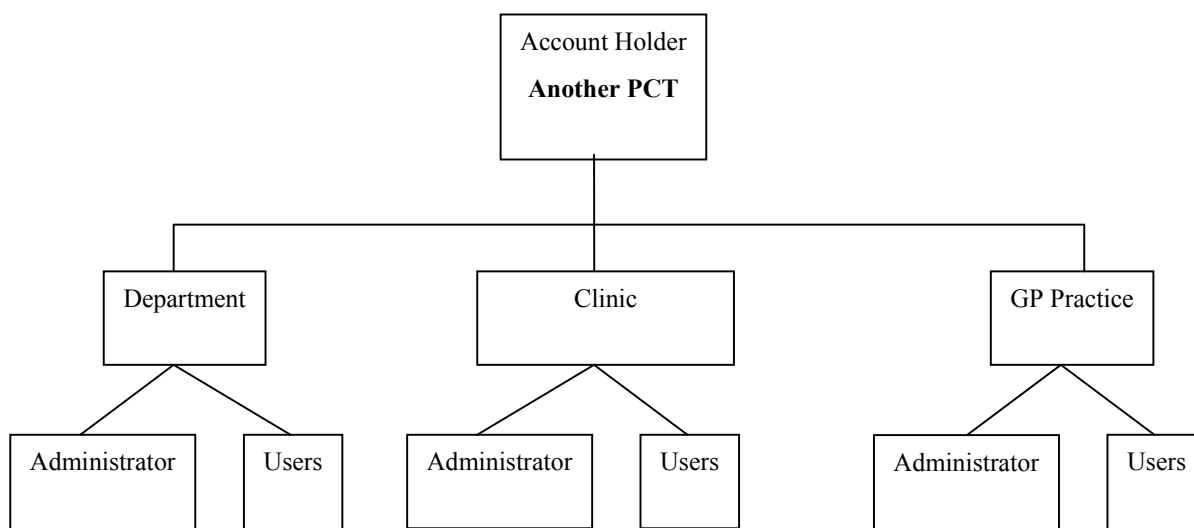 Account Holder
Another PCT
Department
Clinic
GP Practice
Administrator
Users
Administrator
Users
Administrator
Users